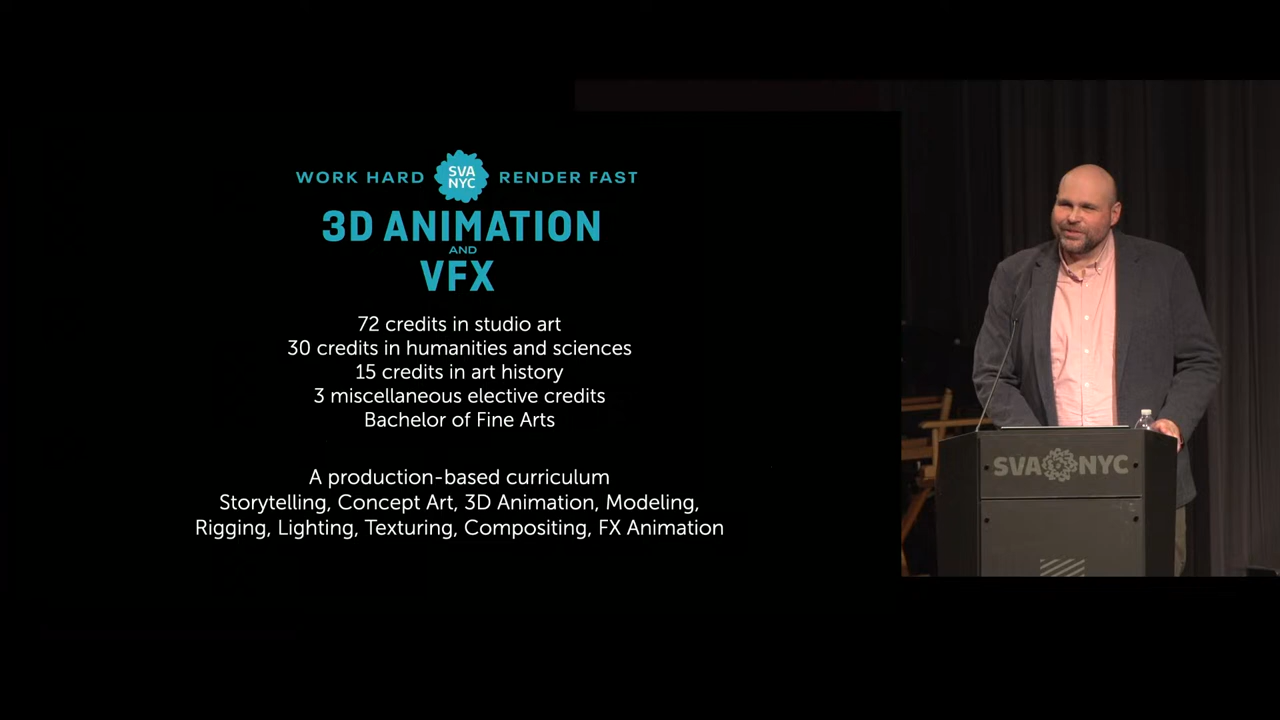 WORK HARD SVA NYC RENDER FAST
3D ANIMATION
AND
VFX
72 credits in studio art
30 credits in humanities and sciences
15 credits in art history
3 miscellaneous elective credits
Bachelor of Fine Arts
A production-based curriculum
Storytelling, Concept Art, 3D Animation, Modeling,
Rigging, Lighting, Texturing, Compositing, FX Animation
SVA NYC